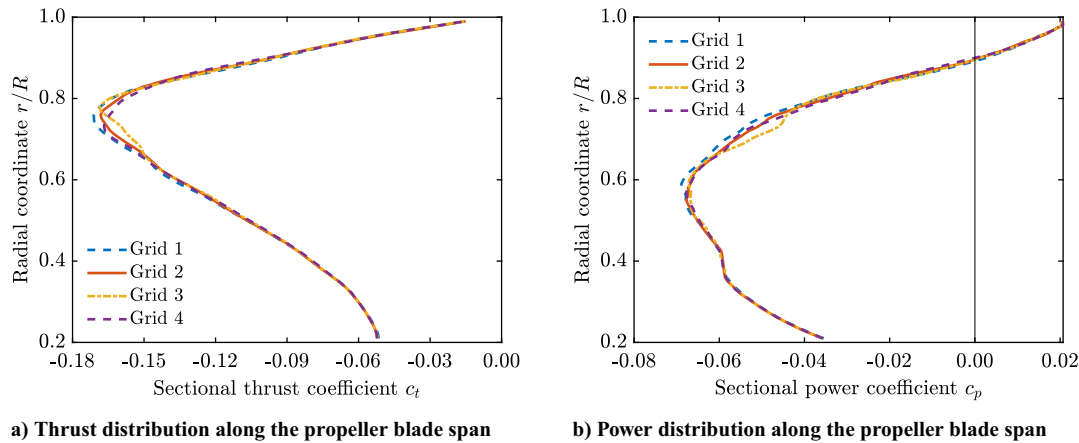 1.0
0.8
0.6
0.4
0.2
Radial coordinate r/R
Grid 1
Grid 2
Grid 3
Grid 4
-0.18 -0.15 -0.12 -0.09 -0.06 -0.03 0.00
Sectional thrust coefficient c_t
a) Thrust distribution along the propeller blade span
1.0
0.8
0.6
0.4
0.2
Radial coordinate r/R
Grid 1
Grid 2
Grid 3
Grid 4
-0.08 -0.06 -0.04 -0.02 0.00 0.02
Sectional power coefficient c_p
b) Power distribution along the propeller blade span